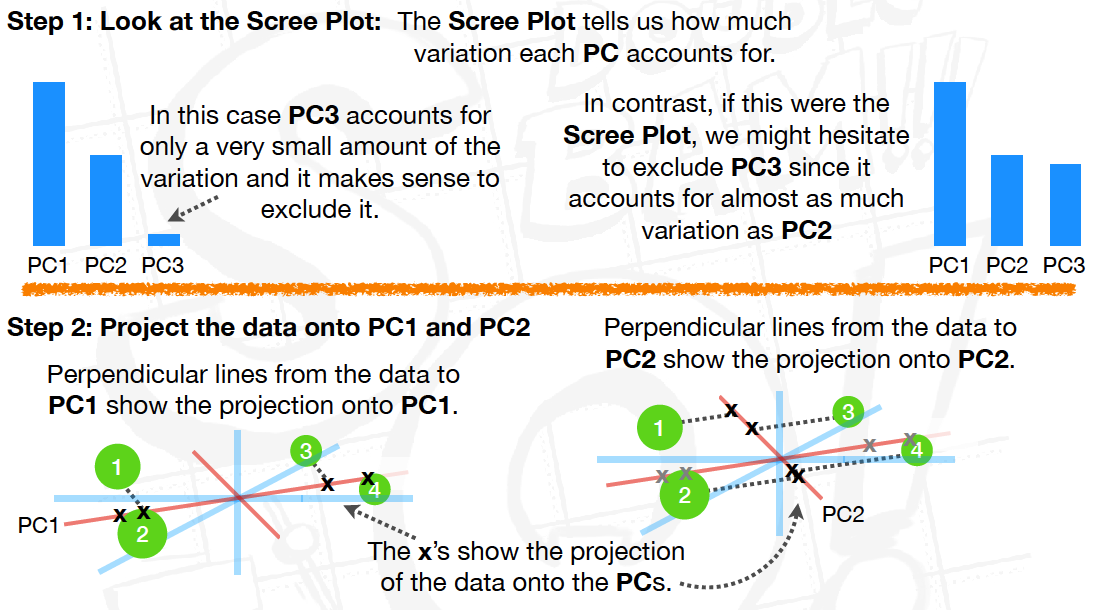 Step 1: Look at the Scree Plot: The Scree Plot tells us how much
variation each PC accounts for.
In this case PC3 accounts for
only a very small amount of the
variation and it makes sense to
exclude it.
PC1 PC2 PC3
In contrast, if this were the
Scree Plot, we might hesitate
to exclude PC3 since it
accounts for almost as much
variation as PC2
PC1 PC2 PC3
Step 2: Project the data onto PC1 and PC2
Perpendicular lines from the data to
PC1 show the projection onto PC1.
1
3
x
x
4
x
x
2
PC1
Perpendicular lines from the data to
PC2 show the projection onto PC2.
x
1
x
3
x
x
4
x
x
x
x
2
PC2
The x’s show the projection
of the data onto the PCs.